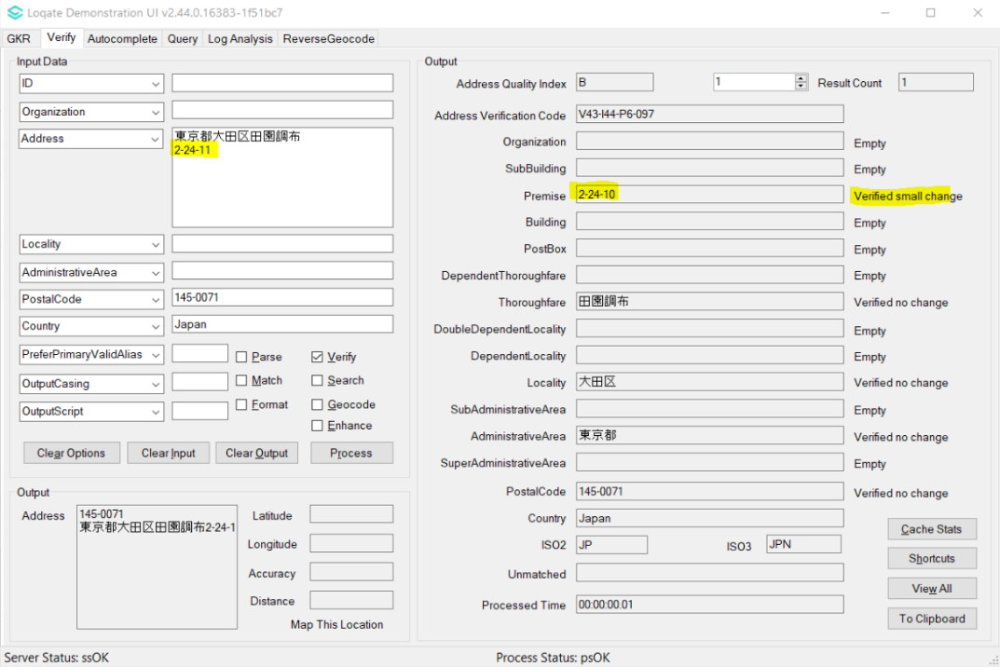 Loqate Demonstration UI v2.44.0.16383-1f51bc7
GKR Verify Autocomplete Query Log Analysis ReverseGeocode
Input Data
ID
Organization
Address 東京都大田区田園調布
2-24-11
Locality
AdministrativeArea
PostalCode 145-0071
Country Japan
PreferPrimaryValidAlias Parse Verify
OutputCasing Match Search
OutputScript Format Geocode
Enhance
Clear Options Clear Input Clear Output Process
Output
Address 145-0071
東京都大田区田園調布2-24-1
Latitude
Longitude
Accuracy
Distance
Map This Location
Output
Address Quality Index B 1 Result Count 1
Address Verification Code V43-I44-P6-097
Organization Empty
SubBuilding Empty
Premise 2-24-10 Verified small change
Building Empty
PostBox Empty
DependentThoroughfare Empty
Thoroughfare 田園調布 Verified no change
DoubleDependentLocality Empty
DependentLocality Empty
Locality 大田区 Verified no change
SubAdministrativeArea Empty
AdministrativeArea 東京都 Verified no change
SuperAdministrativeArea Empty
PostalCode 145-0071 Verified no change
Country Japan
ISO2 JP ISO3 JPN
Unmatched
Processed Time 00:00:00.01
Cache Stats
Shortcuts
View All
To Clipboard
Server Status: ssOK Process Status: psOK